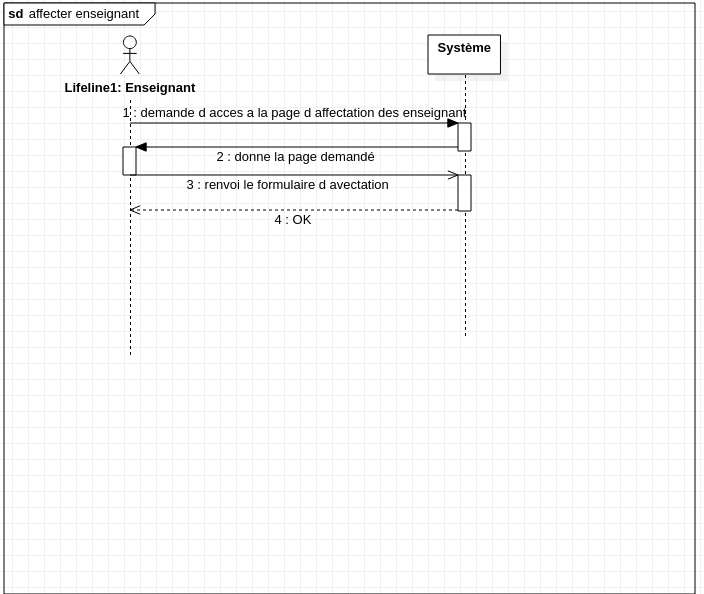 sd affecter enseignant
Système
Lifeline1: Enseignant
1 : demande d acces a la page d affectation des enseignant
2 : donne la page demandé
3 : renvoi le formulaire d avectation
4 : OK